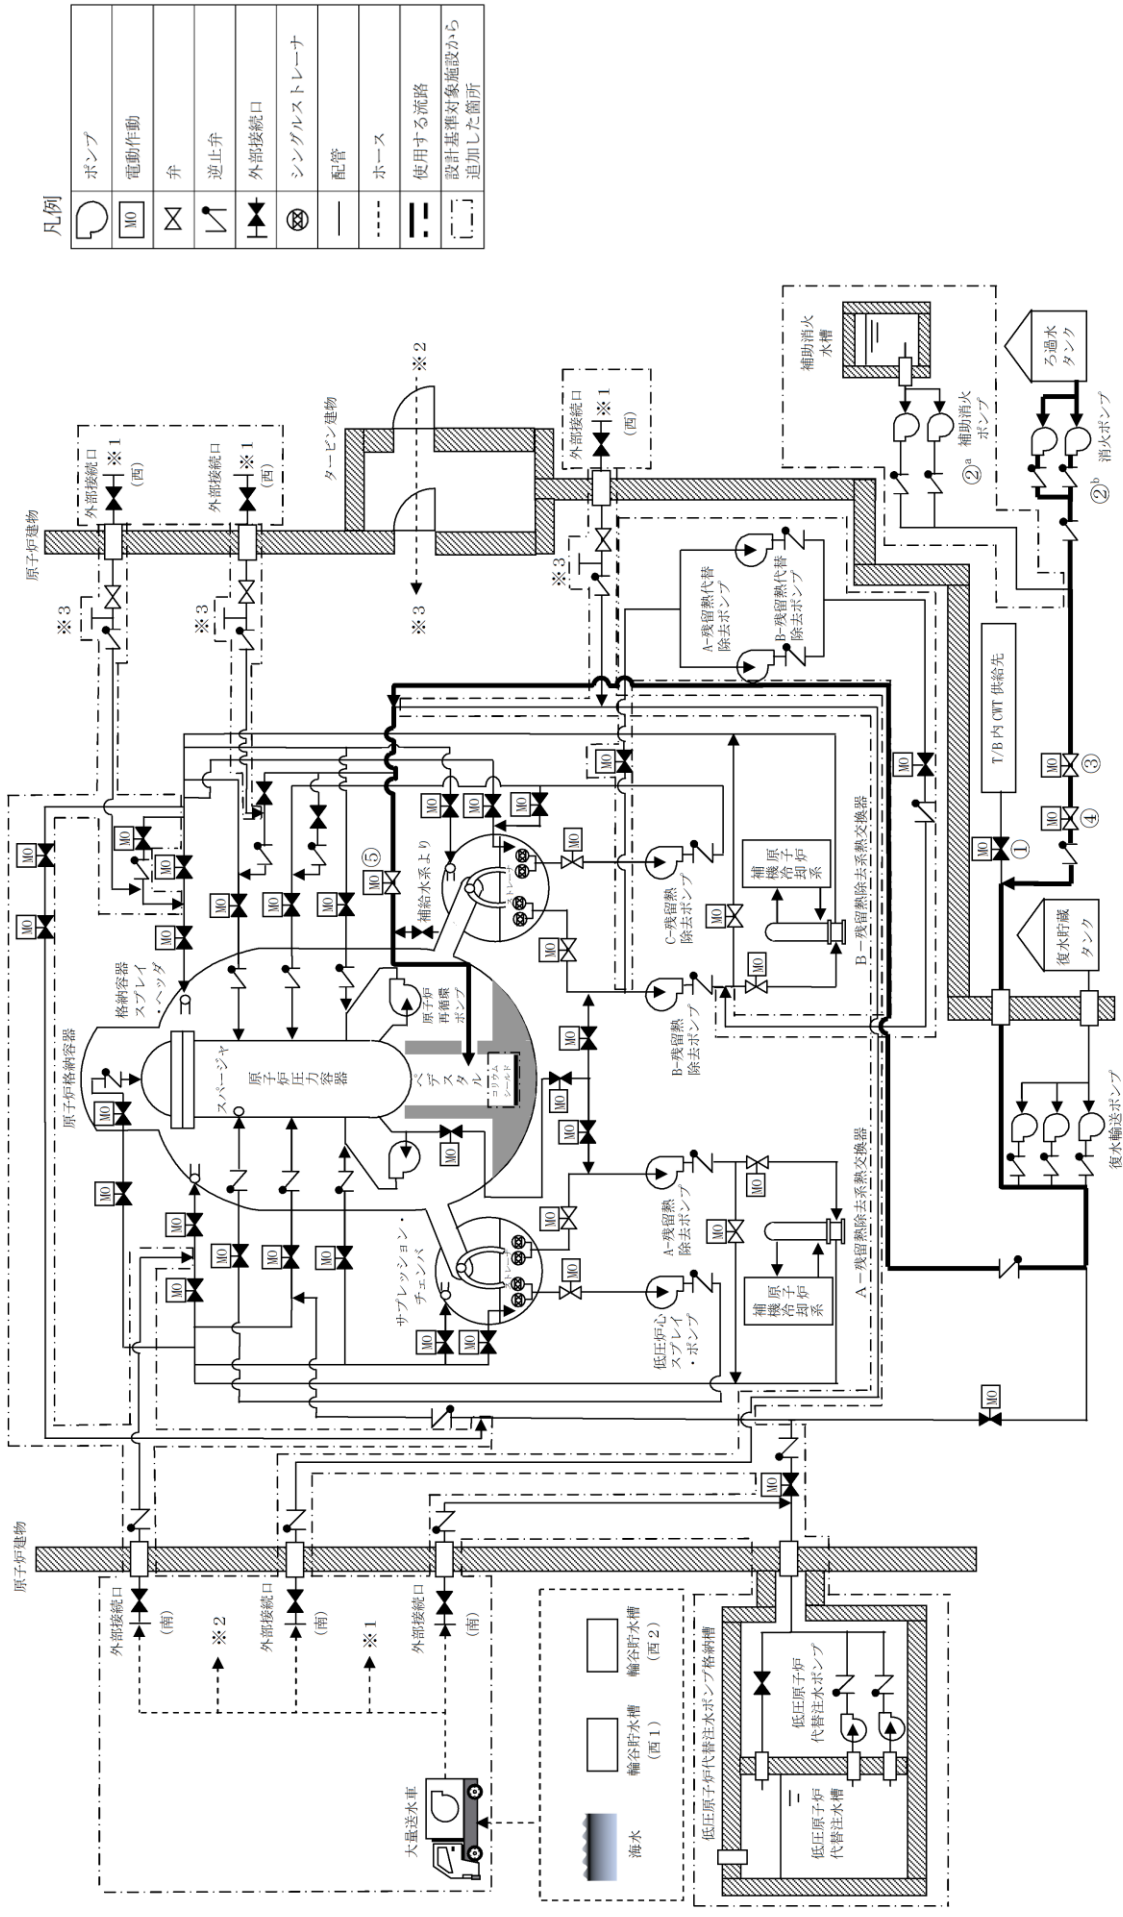 凡例
ポンプ
MO
電動作動
弁
逆止弁
外部接続口
シングルストレーナ
配管
ホース
使用する流路
設計基準対象施設から
追加した箇所
原子炉建物
外部接続口
※1
(西)
外部接続口
※1
(西)
※3
※3
タービン建物
※2
※3
外部接続口
※1
(西)
※3
補助消火
水槽
②a 補助消火
ポンプ
ろ過水
タンク
②b
消火ポンプ
A-残留熱代替
除去ポンプ
B-残留熱代替
除去ポンプ
T/B内CWT供給先
MO
①
MO
③
MO
④
MO
⑤
補給水系より
復水貯蔵
タンク
復水輸送ポンプ
原子炉格納容器
格納容器
スプレイ
・ヘッダ
スパージャ
原子炉圧力容器
原子炉
再循環
ポンプ
ペデスタル
コリウム
シールド
サプレッション・
チェンバ
ストレーナ
ストレーナ
C-残留熱
除去ポンプ
B-残留熱
除去ポンプ
A-残留熱
除去ポンプ
低圧炉心
スプレイ
・ポンプ
補機原子
冷却系
B-残留熱除去系熱交換器
補機原子
冷却系
A-残留熱除去系熱交換器
原子炉建物
外部接続口
(南)
※2
外部接続口
(南)
※1
外部接続口
(南)
大量送水車
海水
輪谷貯水槽
(西1)
輪谷貯水槽
(西2)
低圧原子炉代替注水ポンプ格納槽
低圧原子炉
代替注水ポンプ
低圧原子炉
代替注水槽